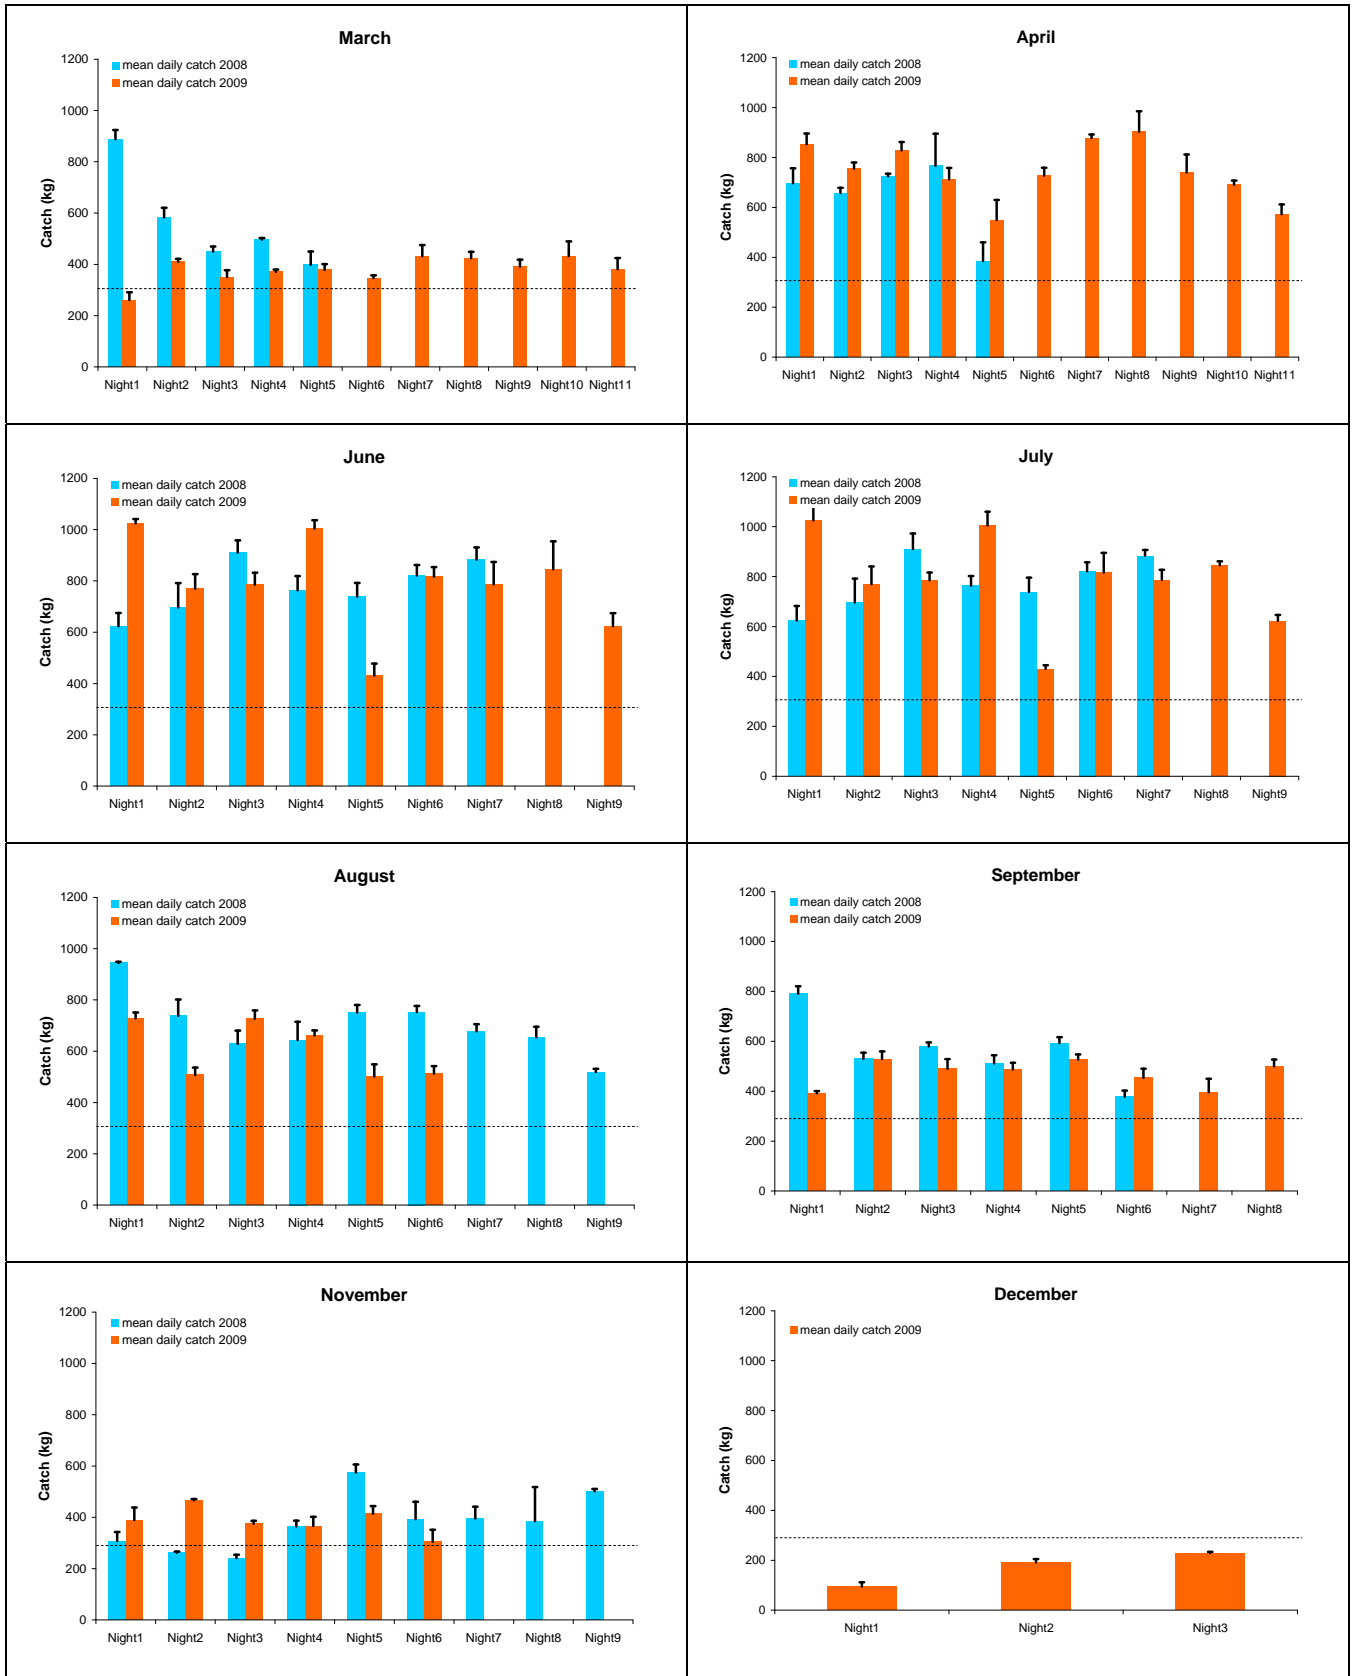 March
mean daily catch 2008
mean daily catch 2009
Catch (kg)
1200
1000
800
600
400
200
0
Night1 Night2 Night3 Night4 Night5 Night6 Night7 Night8 Night9 Night10 Night11
April
mean daily catch 2008
mean daily catch 2009
Catch (kg)
1200
1000
800
600
400
200
0
Night1 Night2 Night3 Night4 Night5 Night6 Night7 Night8 Night9 Night10 Night11
June
mean daily catch 2008
mean daily catch 2009
Catch (kg)
1200
1000
800
600
400
200
0
Night1 Night2 Night3 Night4 Night5 Night6 Night7 Night8 Night9
July
mean daily catch 2008
mean daily catch 2009
Catch (kg)
1200
1000
800
600
400
200
0
Night1 Night2 Night3 Night4 Night5 Night6 Night7 Night8 Night9
August
mean daily catch 2008
mean daily catch 2009
Catch (kg)
1200
1000
800
600
400
200
0
Night1 Night2 Night3 Night4 Night5 Night6 Night7 Night8 Night9
September
mean daily catch 2008
mean daily catch 2009
Catch (kg)
1200
1000
800
600
400
200
0
Night1 Night2 Night3 Night4 Night5 Night6 Night7 Night8
November
mean daily catch 2008
mean daily catch 2009
Catch (kg)
1200
1000
800
600
400
200
0
Night1 Night2 Night3 Night4 Night5 Night6 Night7 Night8 Night9
December
mean daily catch 2009
Catch (kg)
1200
1000
800
600
400
200
0
Night1 Night2 Night3